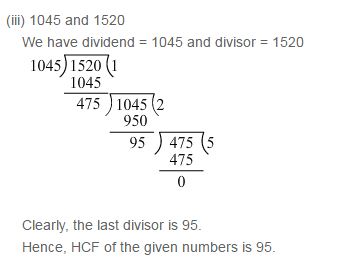 (iii) 1045 and 1520
We have dividend = 1045 and divisor = 1520
1045) 1520 (1
1045
475 ) 1045 (2
950
95 ) 475 (5
475
0
Clearly, the last divisor is 95.
Hence, HCF of the given numbers is 95.